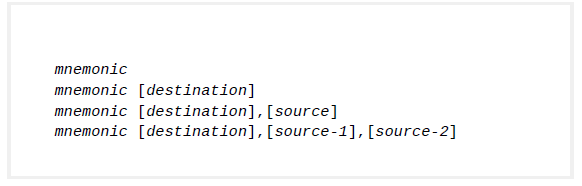 mnemonic
mnemonic [destination]
mnemonic [destination],[source]
mnemonic [destination],[source-1],[source-2]